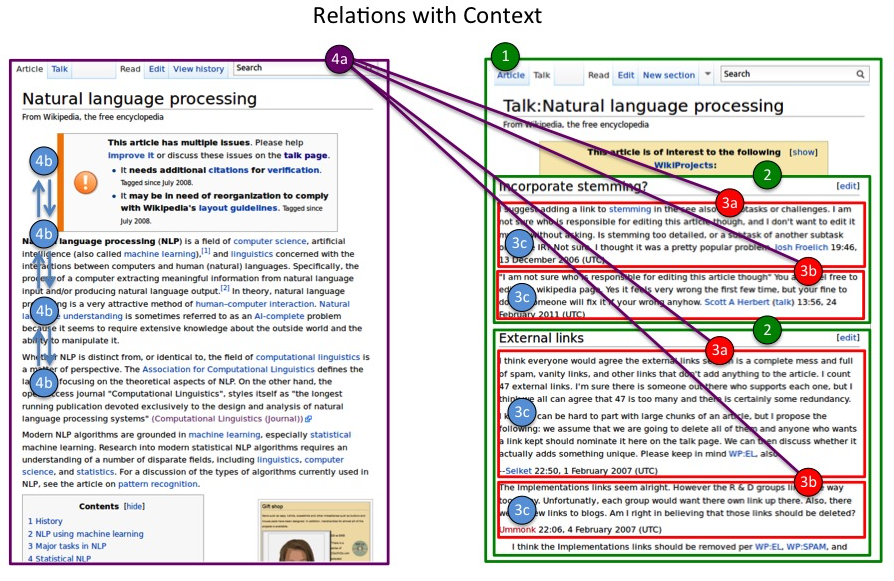 Relations with Context
4a
Article Talk Read Edit View history Search
Natural language processing
From Wikipedia, the free encyclopedia
This article has multiple issues. Please help
improve it or discuss these issues on the talk page.
• It needs additional citations for verification.
Tagged since July 2008.
• It may be in need of reorganization to comply
with Wikipedia's layout guidelines. Tagged since
July 2008.
4b
4b
4b
4b
language processing (NLP) is a field of computer science, artificial
intelligence (also called machine learning),[1] and linguistics concerned with the
interactions between computers and human (natural) languages. Specifically, the
process of a computer extracting meaningful information from natural language
input and/or producing natural language output.[2] In theory, natural language
is a very attractive method of human–computer interaction. Natural
understanding is sometimes referred to as an AI-complete problem
because it seems to require extensive knowledge about the outside world and the
ability to manipulate it.
Whether NLP is distinct from, or identical to, the field of computational linguistics is
a matter of perspective. The Association for Computational Linguistics defines the
focusing on the theoretical aspects of NLP. On the other hand, the
access journal "Computational Linguistics", styles itself as "the longest
running publication devoted exclusively to the design and analysis of natural
language processing systems" (Computational Linguistics (Journal))
Modern NLP algorithms are grounded in machine learning, especially statistical
machine learning. Research into modern statistical NLP algorithms requires an
understanding of a number of disparate fields, including linguistics, computer
science, and statistics. For a discussion of the types of algorithms currently used in
NLP, see the article on pattern recognition.
Contents [hide]
1 History
2 NLP using machine learning
3 Major tasks in NLP
4 Statistical NLP
Gift shop
1
Article Talk Read Edit New section Search
Talk:Natural language processing
From Wikipedia, the free encyclopedia
This article is of interest to the following [show]
WikiProjects:
2
Incorporate stemming? [edit]
3a
I suggest adding a link to stemming in the see also tasks or challenges. I am
not sure who is responsible for editing this article though, and I don't want to edit it
without asking. Is stemming too detailed, or a subtask of another subtask
IR? Not sure, I thought it was a pretty popular problem. Josh Froelich 19:46,
13 December 2006 (UTC)
3c
3b
"I am not sure who is responsible for editing this article though" You feel free to
wikipedia page. Yes it feels very wrong the first few time, but your fine to
someone will fix it if your wrong anyhow. Scott A Herbert (talk) 13:56, 24
February 2011 (UTC)
3c
2
External links [edit]
3a
I think everyone would agree the external links is a complete mess and full
of spam, vanity links, and other links that don't add anything to the article. I count
47 external links. I'm sure there is someone out there who supports each one, but I
think we all can agree that 47 is too many and there is certainly some redundancy.
3c
can be hard to part with large chunks of an article, but I propose the
following: we assume that we are going to delete all of them and anyone who wants
a link kept should nominate it here on the talk page. We can then discuss whether it
actually adds something unique. Please keep in mind WP:EL, also
--Selket 22:50, 1 February 2007 (UTC)
3b
The Implementations links seem alright. However the R & D groups way
Unfortunately, each group would want there own link up there. Also, there
few links to blogs. Am I right in believing that those links should be deleted?
3c
Ummonk 22:06, 4 February 2007 (UTC)
I think the Implementations links should be removed per WP:EL, WP:SPAM, and